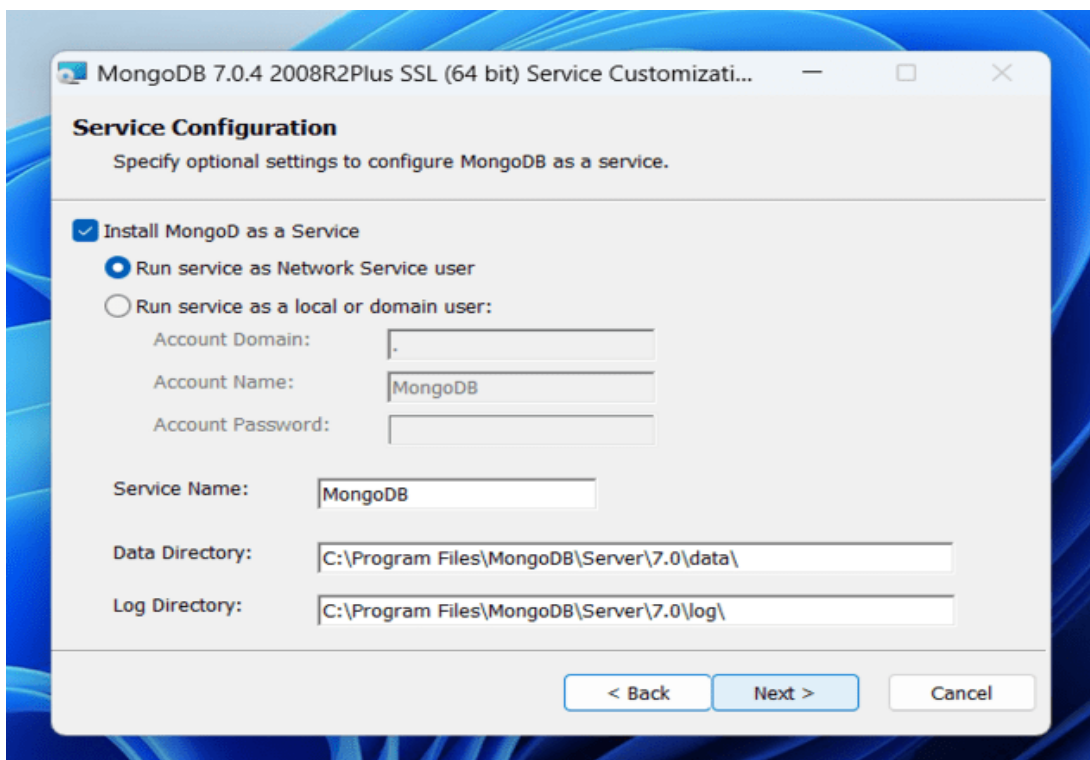 MongoDB 7.0.4 2008R2Plus SSL (64 bit) Service Customizati...
Service Configuration
Specify optional settings to configure MongoDB as a service.
Install MongoD as a Service
Run service as Network Service user
Run service as a local or domain user:
Account Domain: .
Account Name: MongoDB
Account Password:
Service Name: MongoDB
Data Directory: C:\Program Files\MongoDB\Server\7.0\data\
Log Directory: C:\Program Files\MongoDB\Server\7.0\log\
< Back Next > Cancel